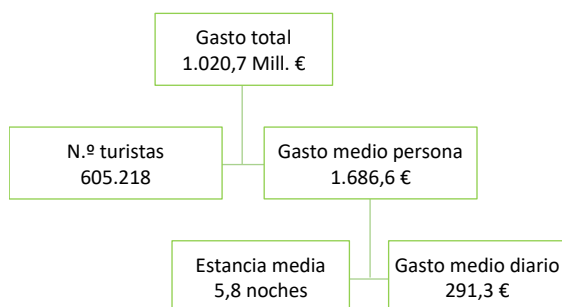 Gasto total
1.020,7 Mill. €
N.º turistas
605.218
Gasto medio persona
1.686,6 €
Estancia media
5,8 noches
Gasto medio diario
291,3 €